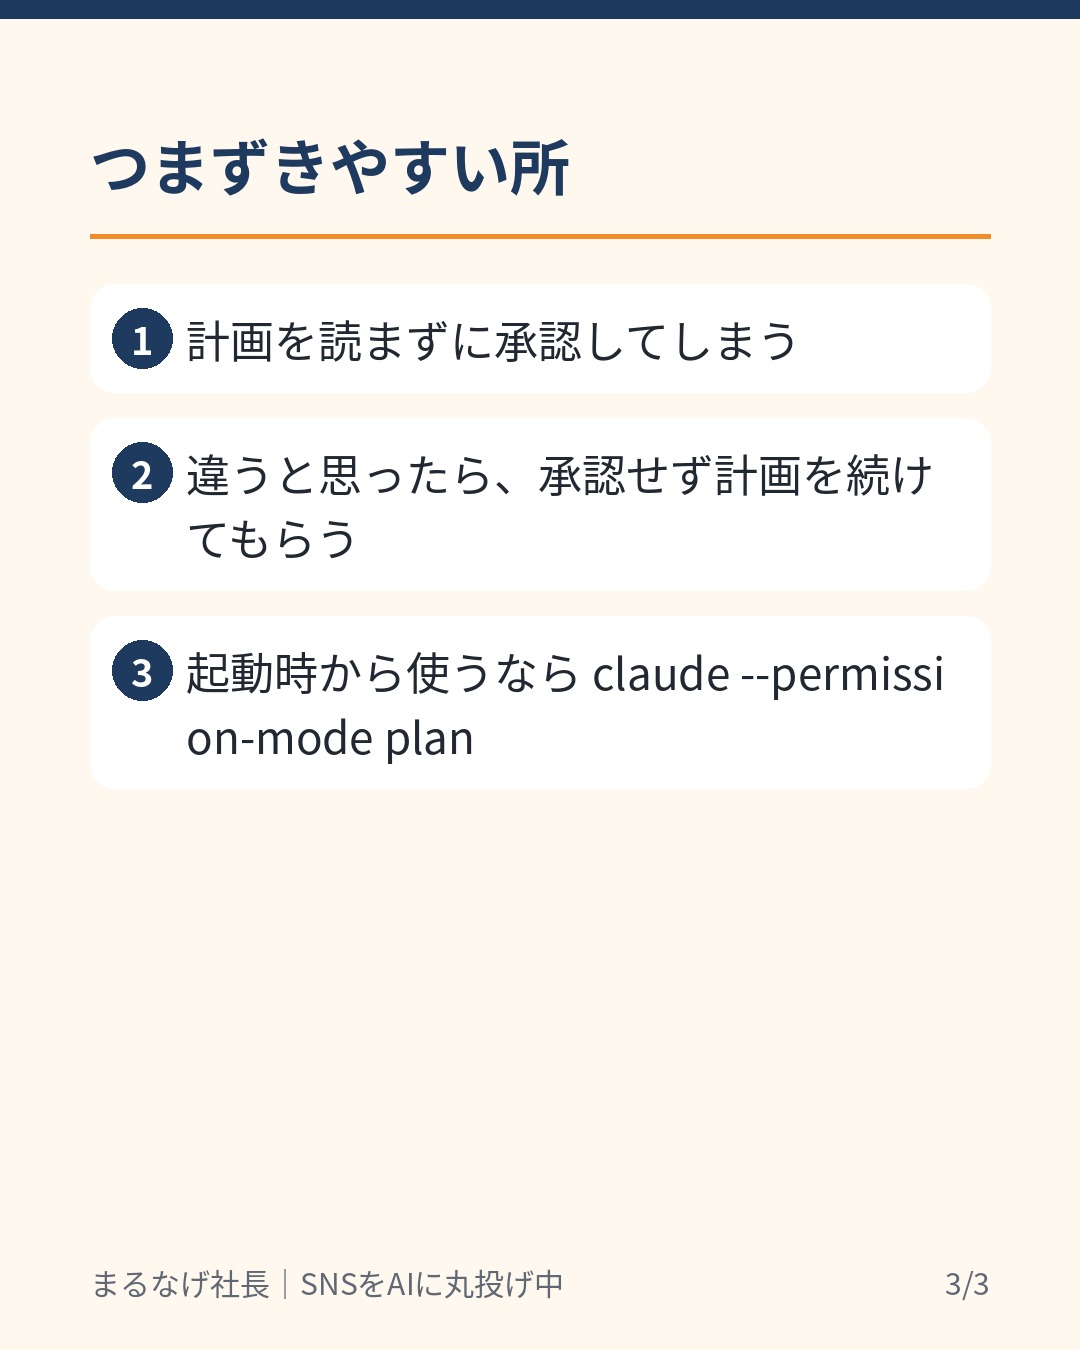 つまずきやすい所
1 計画を読まずに承認してしまう
2 違うと思ったら、承認せず計画を続け
てもらう
3 起動時から使うなら claude --permissi
on-mode plan
まるなげ社長｜SNSをAIに丸投げ中 3/3